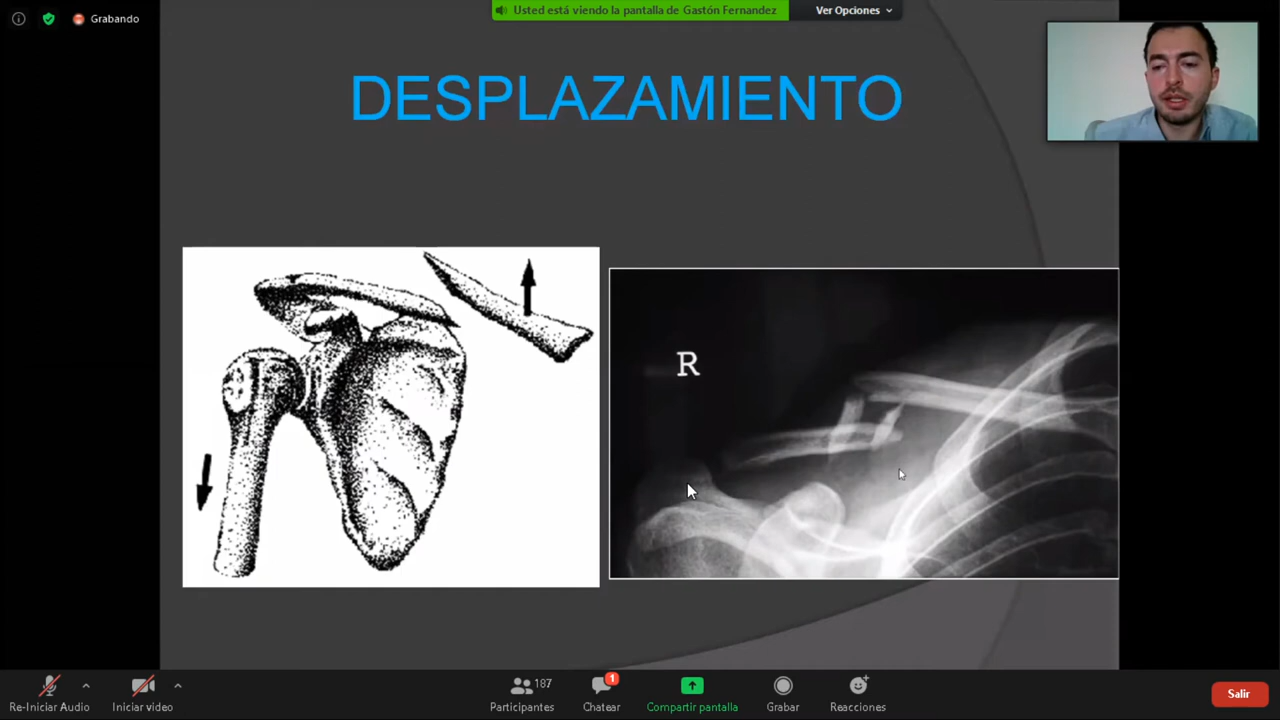 Grabando
Usted está viendo la pantalla de Gastón Fernandez
Ver Opciones
DESPLAZAMIENTO
R
Re-Iniciar Audio
Iniciar video
187
Participantes
1
Chatear
Compartir pantalla
Grabar
Reacciones
Salir